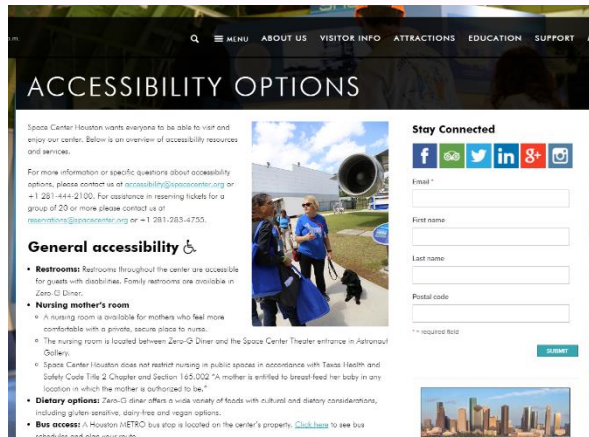 p.m.
MENU ABOUT US VISITOR INFO ATTRACTIONS EDUCATION SUPPORT
ACCESSIBILITY OPTIONS
Space Center Houston wants everyone to be able to visit and
enjoy our center. Below is an overview of accessibility resources
and services.
For more information or specific questions about accessibility
options, please contact us at accessibility@spacecenter.org or
+1 281-444-2100. For assistance in reserving tickets for a
group of 20 or more please contact us at
reservations@spacecenter.org or +1 281-283-4755.
General accessibility
• Restrooms: Restrooms throughout the center are accessible
for guests with disabilities. Family restrooms are available in
Zero-G Diner.
• Nursing mother's room
○ A nursing room is available for mothers who feel more
comfortable with a private, secure place to nurse.
○ The nursing room is located between Zero-G Diner and the Space Center Theater entrance in Astronaut
Gallery.
○ Space Center Houston does not restrict nursing in public spaces in accordance with Texas Health and
Safety Code Title 2 Chapter and Section 165.002 "A mother is entitled to breast-feed her baby in any
location in which the mother is authorized to be."
• Dietary options: Zero-G diner offers a wide variety of foods with cultural and dietary considerations,
including gluten-sensitive, dairy-free and vegan options.
• Bus access: A Houston METRO bus stop is located on the center's property. Click here to see bus
schedules and plan your route.
Stay Connected
f in 8+
Email *
First name
Last name
Postal code
* = required field
SUBMIT